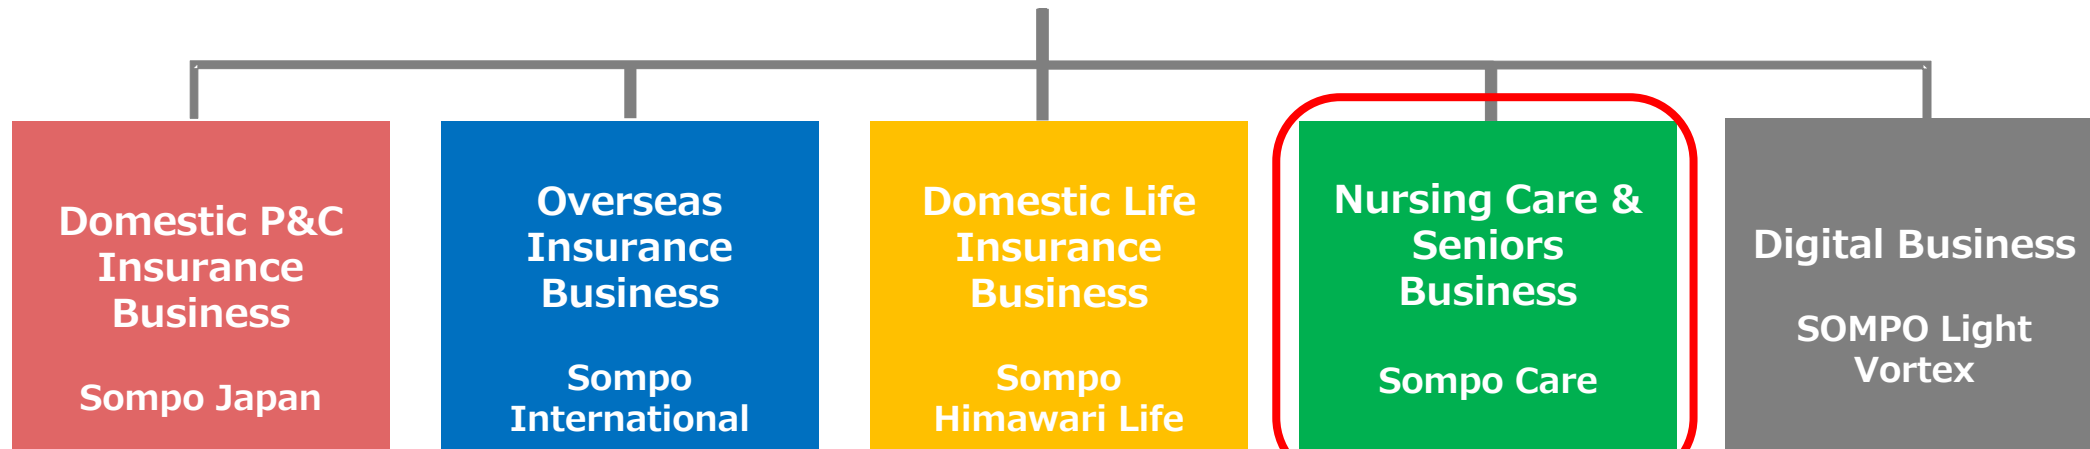 Domestic P&C
Insurance
Business
Sompo Japan
Overseas
Insurance
Business
Sompo
International
Domestic Life
Insurance
Business
Sompo
Himawari Life
Nursing Care &
Seniors
Business
Sompo Care
Digital Business
SOMPO Light
Vortex